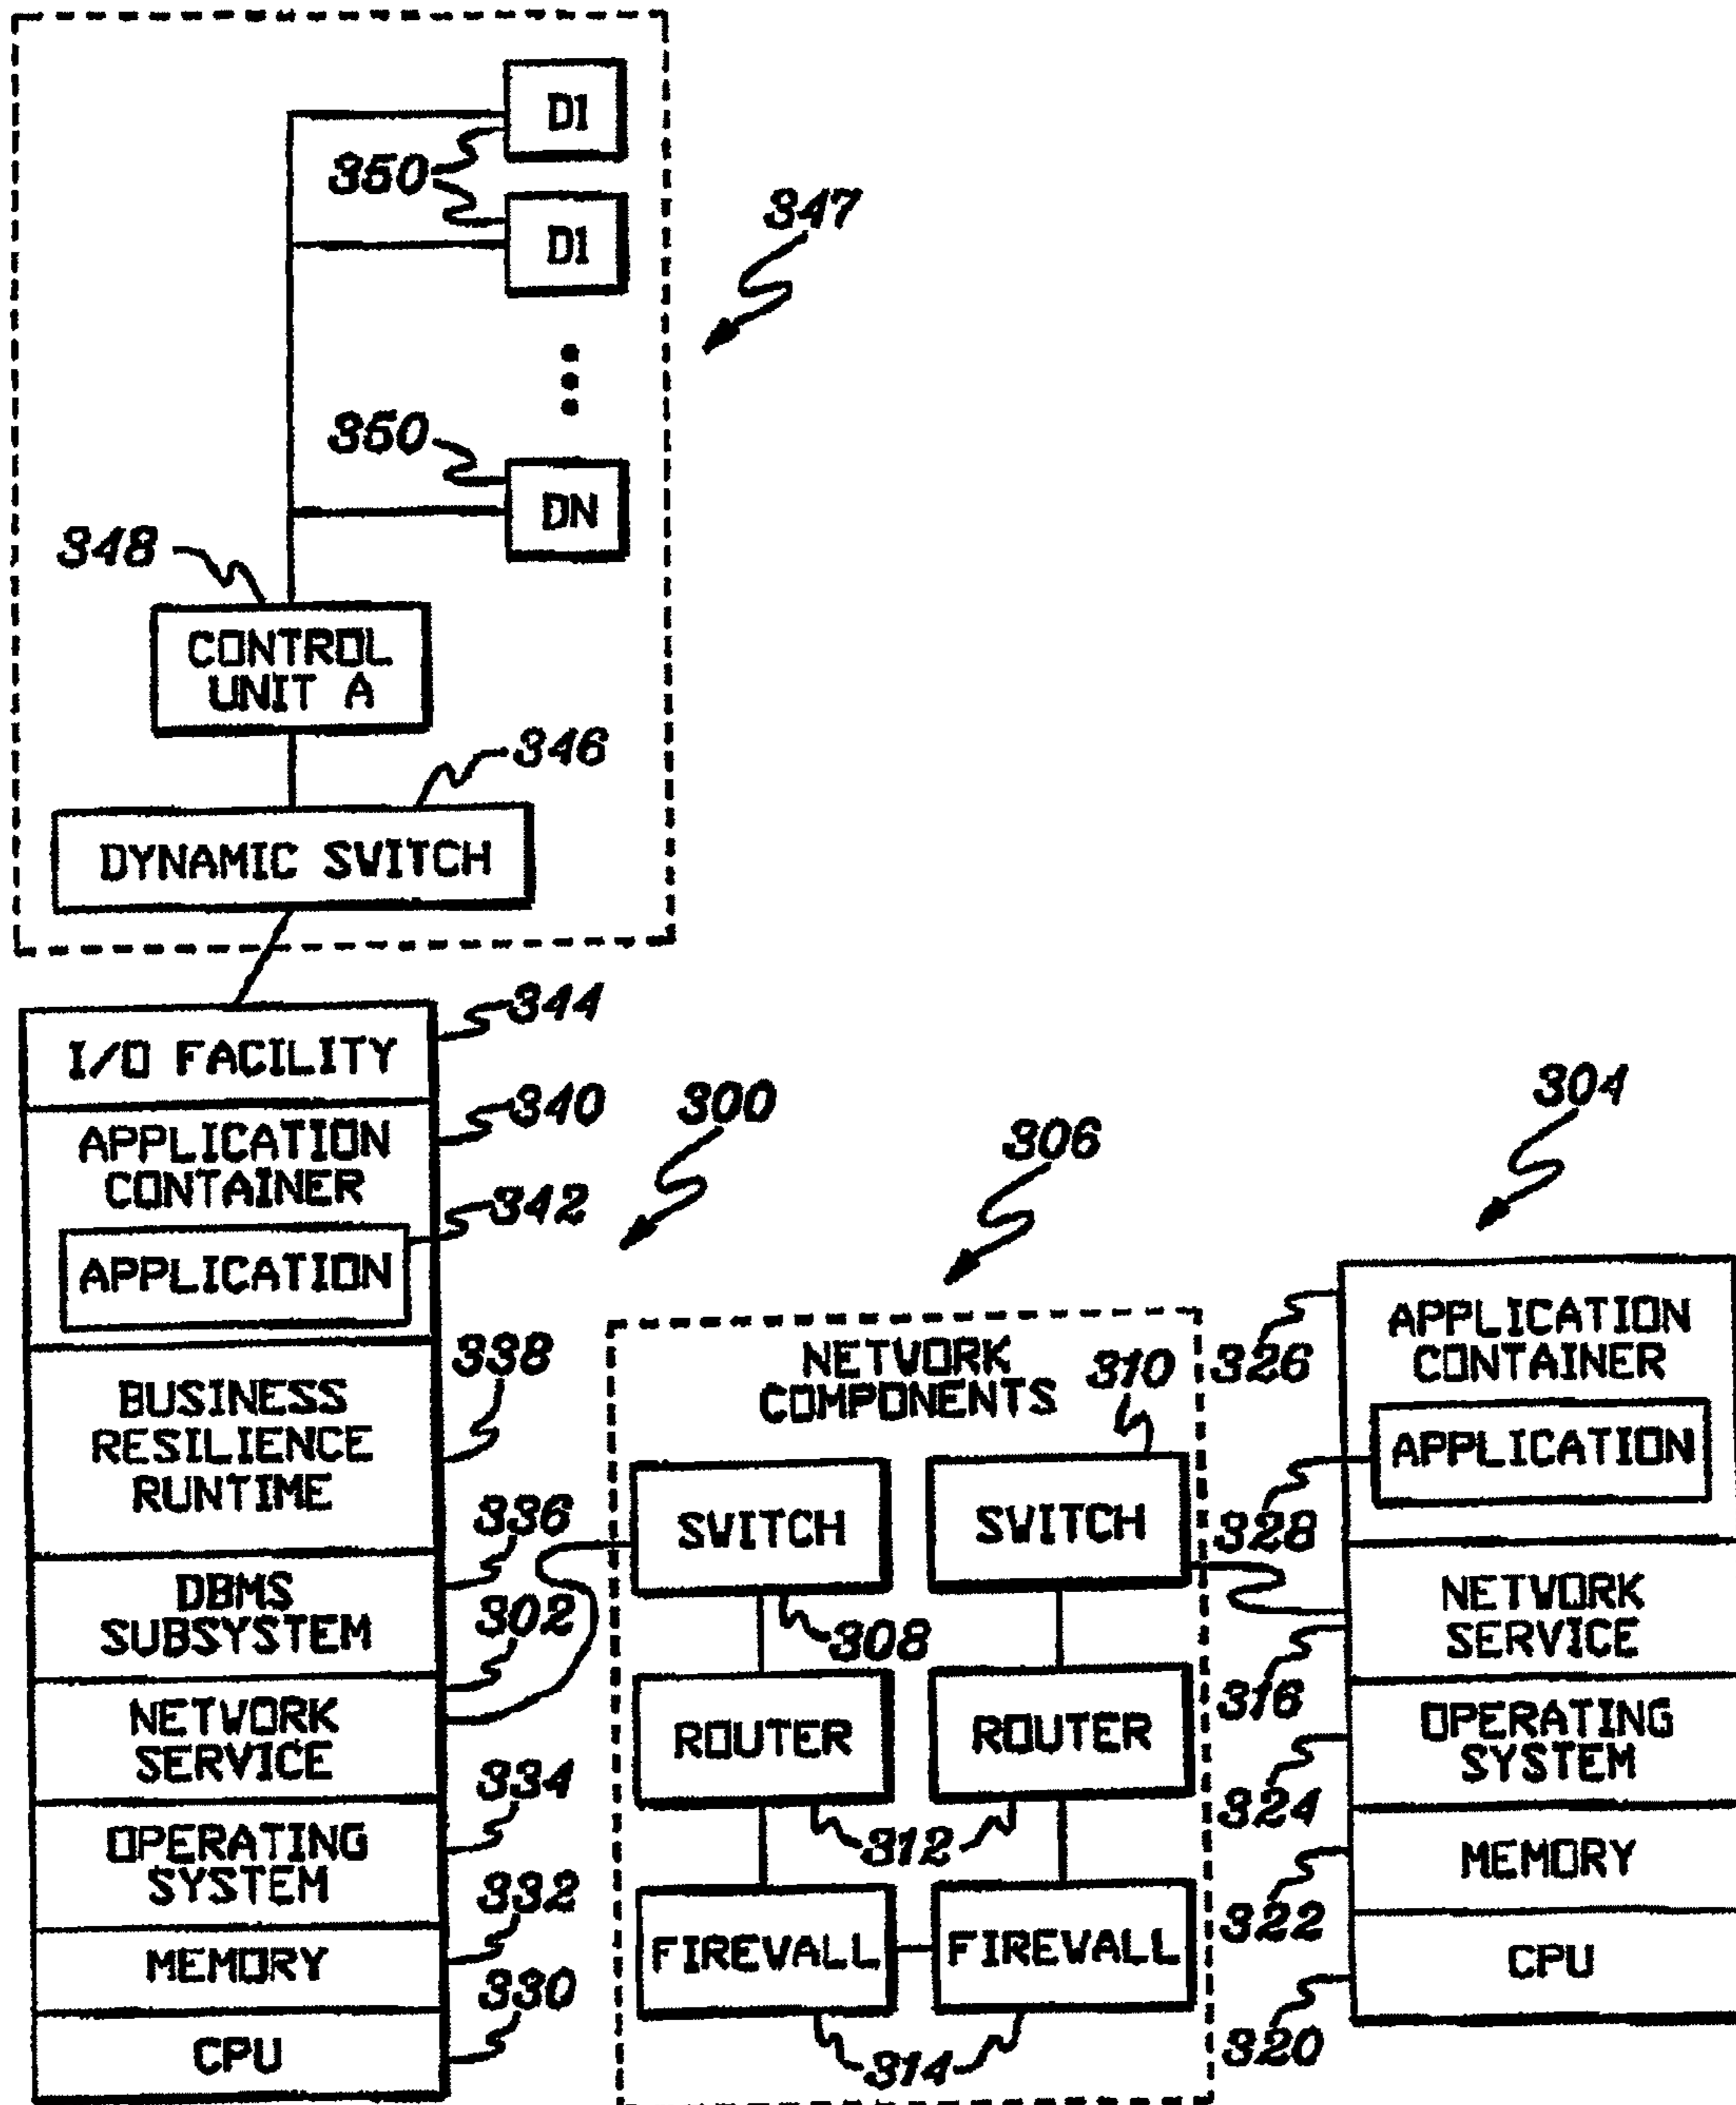 D1
350
D1
347
350
DN
348
CONTROL
UNIT A
346
DYNAMIC SWITCH
344
I/O FACILITY
340
APPLICATION
CONTAINER
342
APPLICATION
338
BUSINESS
RESILIENCE
RUNTIME
336
DBMS
SUBSYSTEM
302
NETWORK
SERVICE
334
OPERATING
SYSTEM
332
MEMORY
330
CPU
300
306
NETWORK
COMPONENTS
310
SWITCH
SWITCH
308
ROUTER
ROUTER
312
FIREWALL
FIREWALL
314
304
326
APPLICATION
CONTAINER
APPLICATION
328
NETWORK
SERVICE
316
OPERATING
SYSTEM
324
MEMORY
322
CPU
320